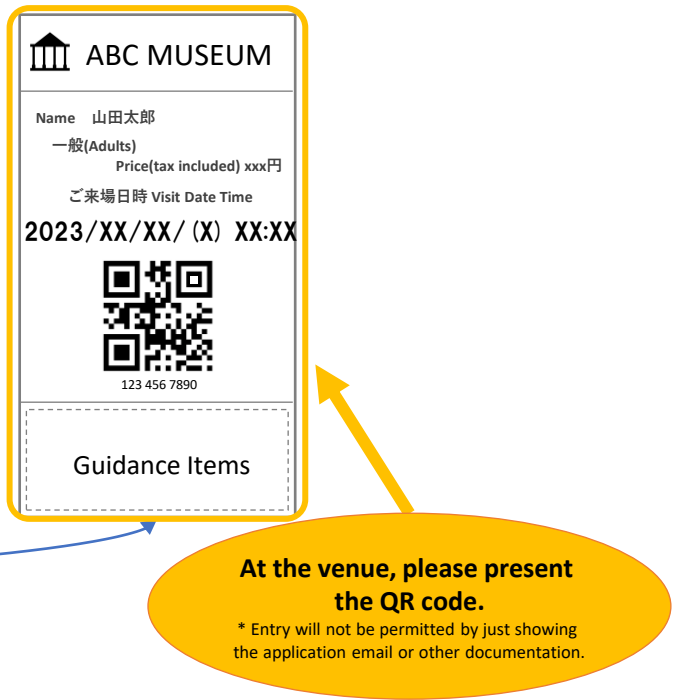 ABC MUSEUM
Name 山田太郎
一般(Adults)
Price(tax included) xxx円
ご来場日時 Visit Date Time
2023/XX/XX/(X) XX:XX
123 456 7890
Guidance Items
At the venue, please present
the QR code.
* Entry will not be permitted by just showing
the application email or other documentation.